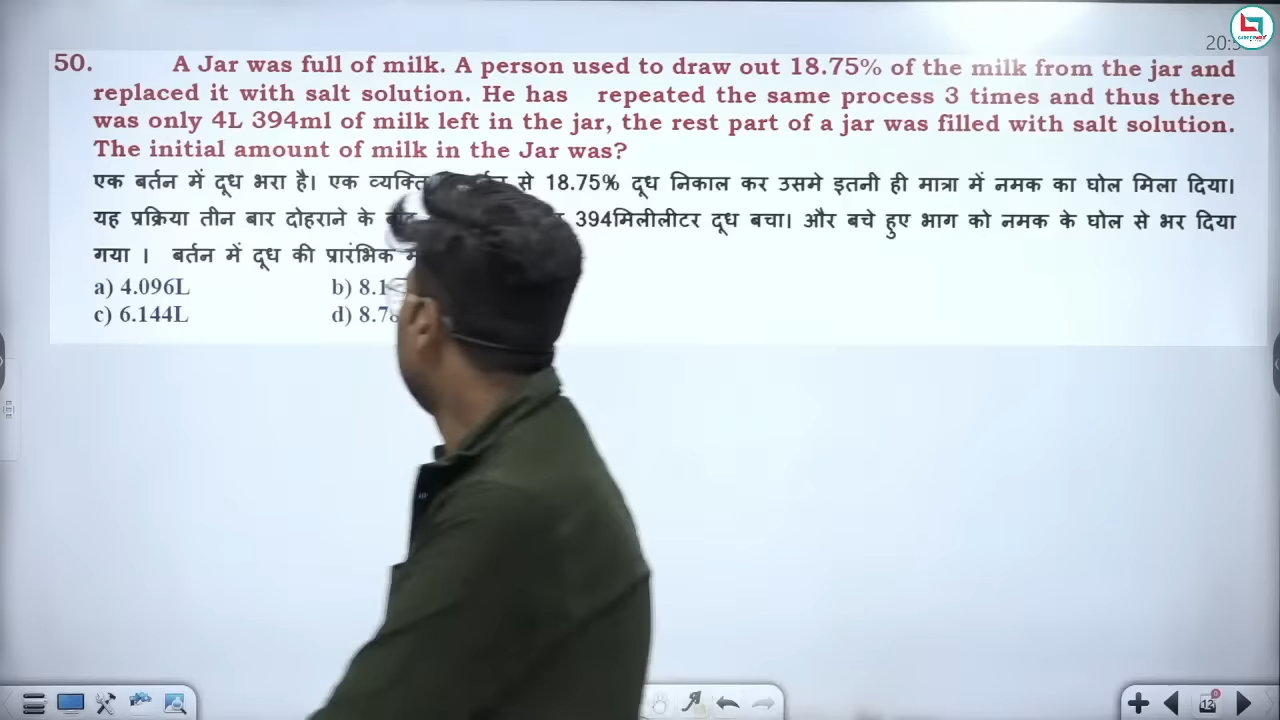 20:
50. A Jar was full of milk. A person used to draw out 18.75% of the milk from the jar and
replaced it with salt solution. He has repeated the same process 3 times and thus there
was only 4L 394ml of milk left in the jar, the rest part of a jar was filled with salt solution.
The initial amount of milk in the Jar was?
एक बर्तन में दूध भरा है। एक व्यक्ति से 18.75% दूध निकाल कर उसमे इतनी ही मात्रा में नमक का घोल मिला दिया।
यह प्रक्रिया तीन बार दोहराने के 394मिलीलीटर दूध बचा। और बचे हुए भाग को नमक के घोल से भर दिया
गया । बर्तन में दूध की प्रारंभिक
a) 4.096L b) 8.1
c) 6.144L d) 8.7
12